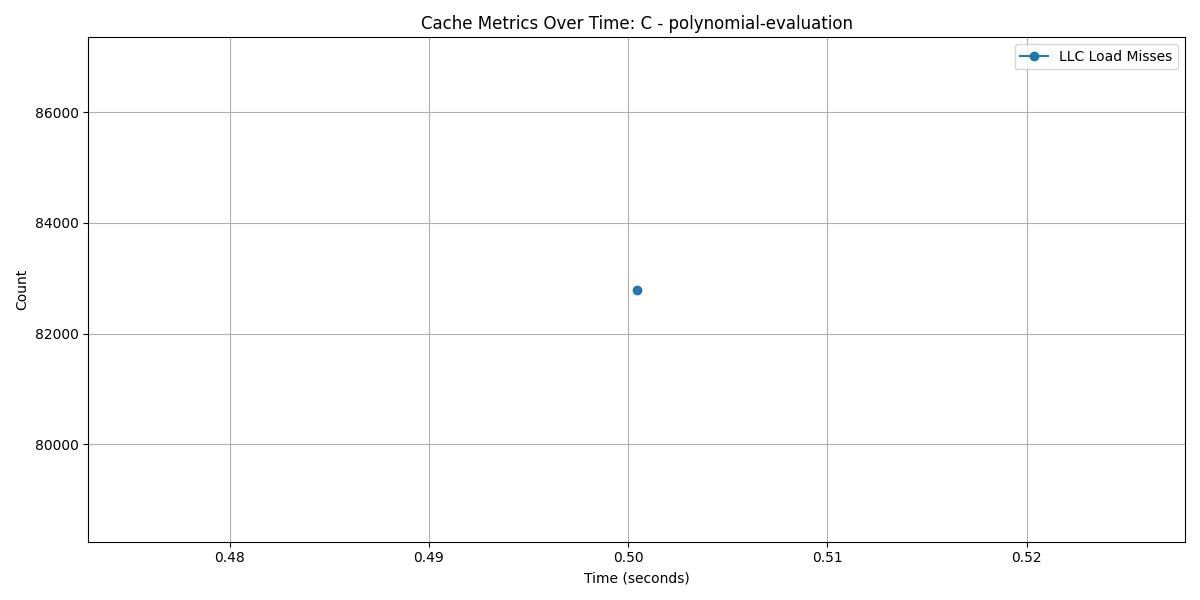 Cache Metrics Over Time: C - polynomial-evaluation
LLC Load Misses
86000
84000
82000
80000
Count
0.48
0.49
0.50
0.51
0.52
Time (seconds)